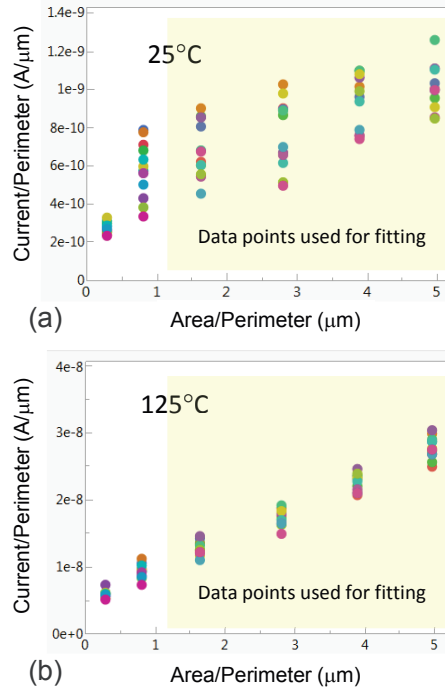 1.4e-9
1.2e-9
1e-9
8e-10
6e-10
4e-10
2e-10
0
Current/Perimeter (A/μm)
25°C
Data points used for fitting
0 1 2 3 4 5
(a) Area/Perimeter (μm)
4e-8
3e-8
2e-8
1e-8
0e+0
Current/Perimeter (A/μm)
125°C
Data points used for fitting
0 1 2 3 4 5
(b) Area/Perimeter (μm)